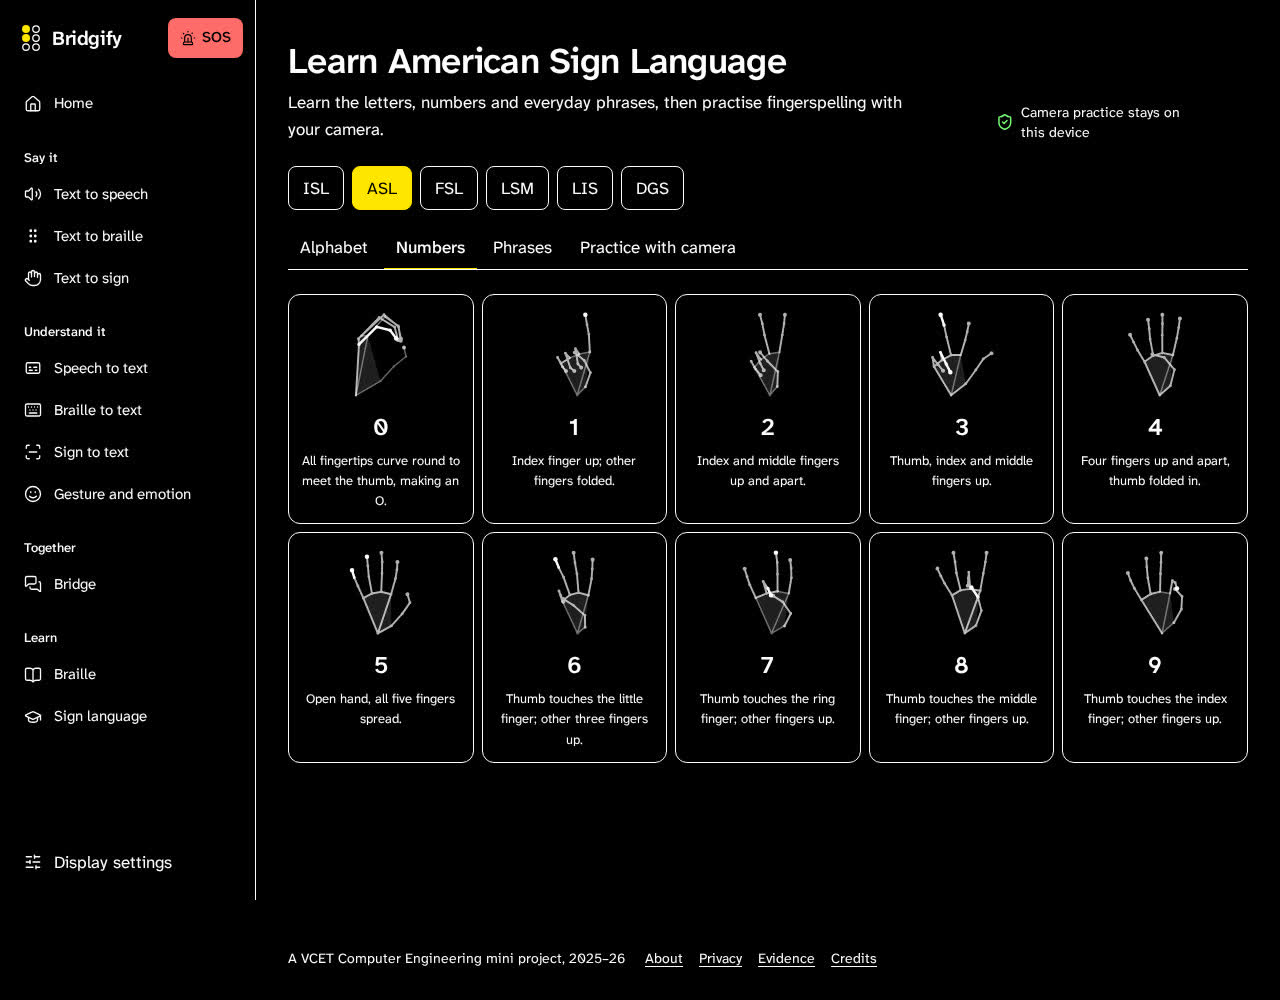 Bridgify
SOS
Home
Say it
Text to speech
Text to braille
Text to sign
Understand it
Speech to text
Braille to text
Sign to text
Gesture and emotion
Together
Bridge
Learn
Braille
Sign language
Display settings
Learn American Sign Language
Learn the letters, numbers and everyday phrases, then practise fingerspelling with
your camera.
Camera practice stays on
this device
ISL ASL FSL LSM LIS DGS
Alphabet Numbers Phrases Practice with camera
0
All fingertips curve round to
meet the thumb, making an
O.
1
Index finger up; other
fingers folded.
2
Index and middle fingers
up and apart.
3
Thumb, index and middle
fingers up.
4
Four fingers up and apart,
thumb folded in.
5
Open hand, all five fingers
spread.
6
Thumb touches the little
finger; other three fingers
up.
7
Thumb touches the ring
finger; other fingers up.
8
Thumb touches the middle
finger; other fingers up.
9
Thumb touches the index
finger; other fingers up.
A VCET Computer Engineering mini project, 2025–26 About Privacy Evidence Credits